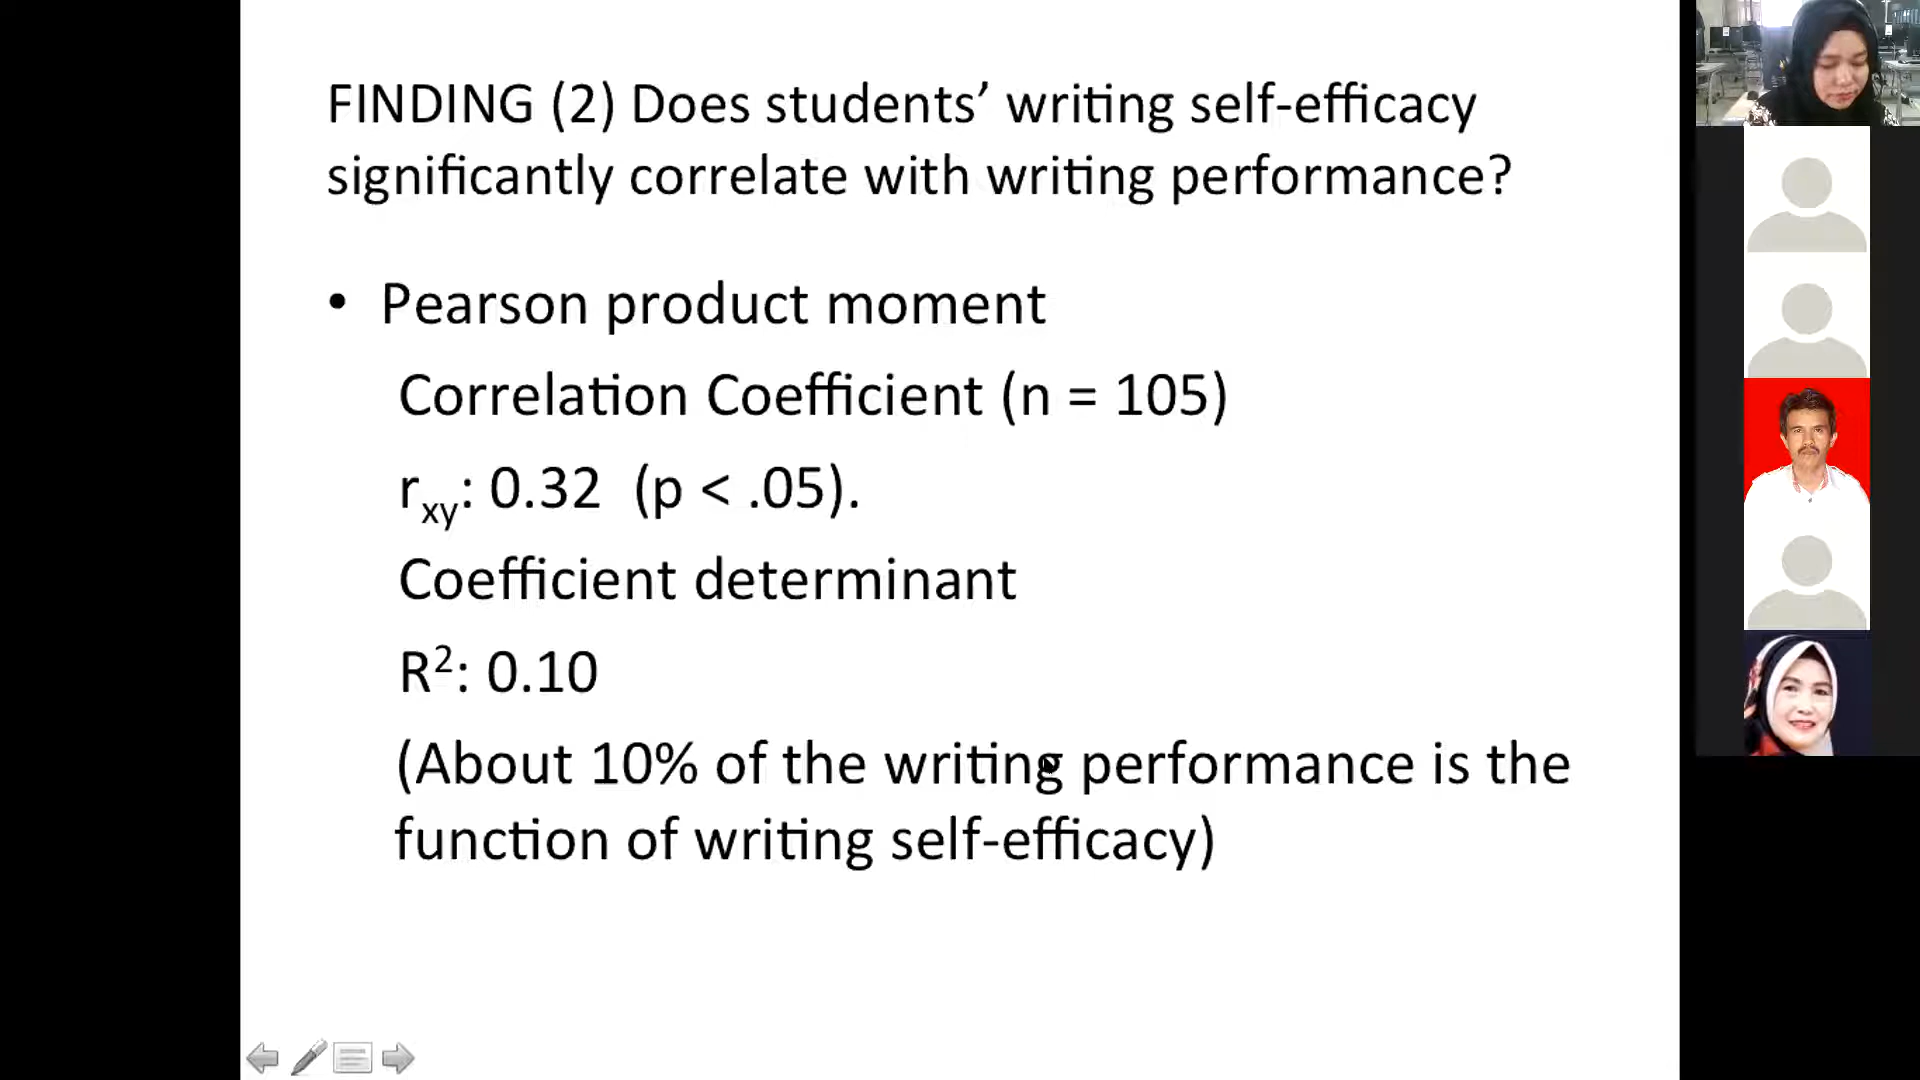 FINDING (2) Does students’ writing self-efficacy
significantly correlate with writing performance?
• Pearson product moment
Correlation Coefficient (n = 105)
rxy: 0.32 (p < .05).
Coefficient determinant
R²: 0.10
(About 10% of the writing performance is the
function of writing self-efficacy)